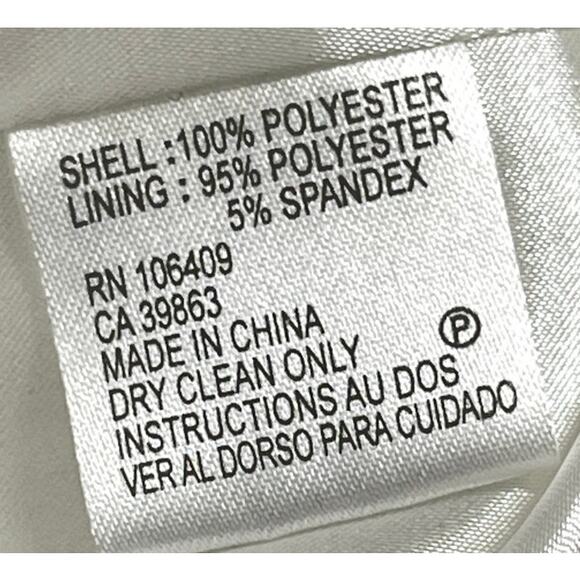 SHELL : 100% POLYESTER
LINING : 95% POLYESTER
5% SPANDEX
RN 106409
CA 39863
MADE IN CHINA
DRY CLEAN ONLY
P
INSTRUCTIONS AU DOS
VER AL DORSO PARA CUIDADO